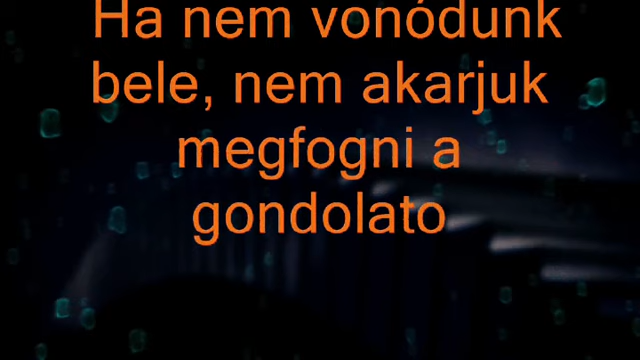 Ha nem vonódunk
bele, nem akarjuk
megfogni a
gondolato